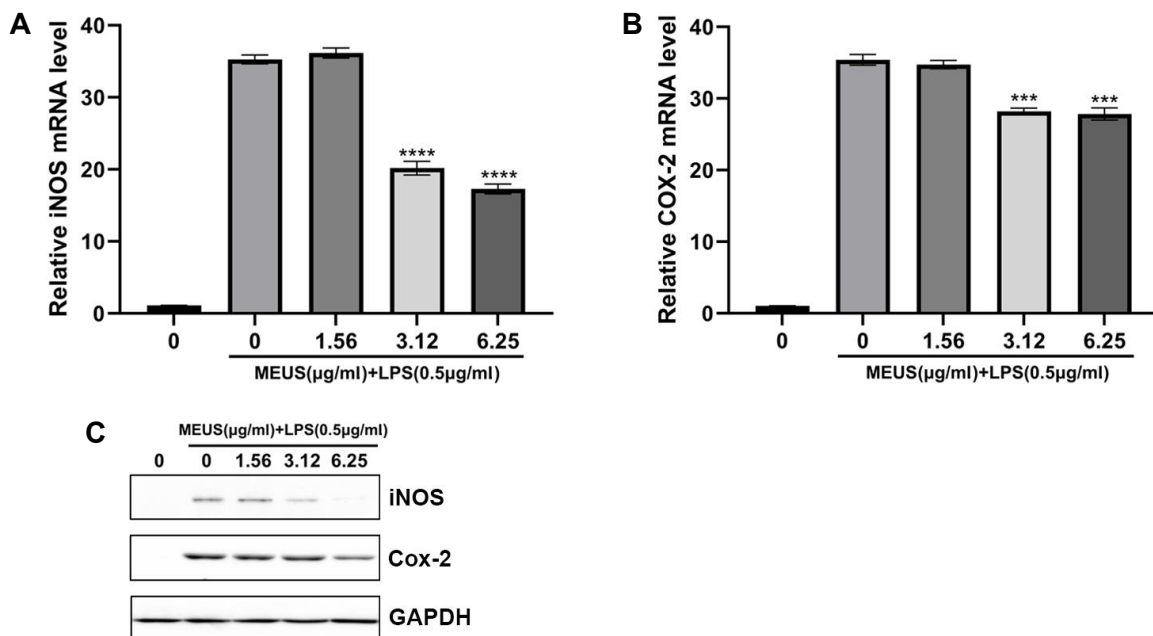 A
Relative iNOS mRNA level
40
30
20
10
0
****
****
0 0 1.56 3.12 6.25
MEUS(μg/ml)+LPS(0.5μg/ml)
B
Relative COX-2 mRNA level
40
30
20
10
0
***
***
0 0 1.56 3.12 6.25
MEUS(μg/ml)+LPS(0.5μg/ml)
C
MEUS(μg/ml)+LPS(0.5μg/ml)
0 0 1.56 3.12 6.25
iNOS
Cox-2
GAPDH